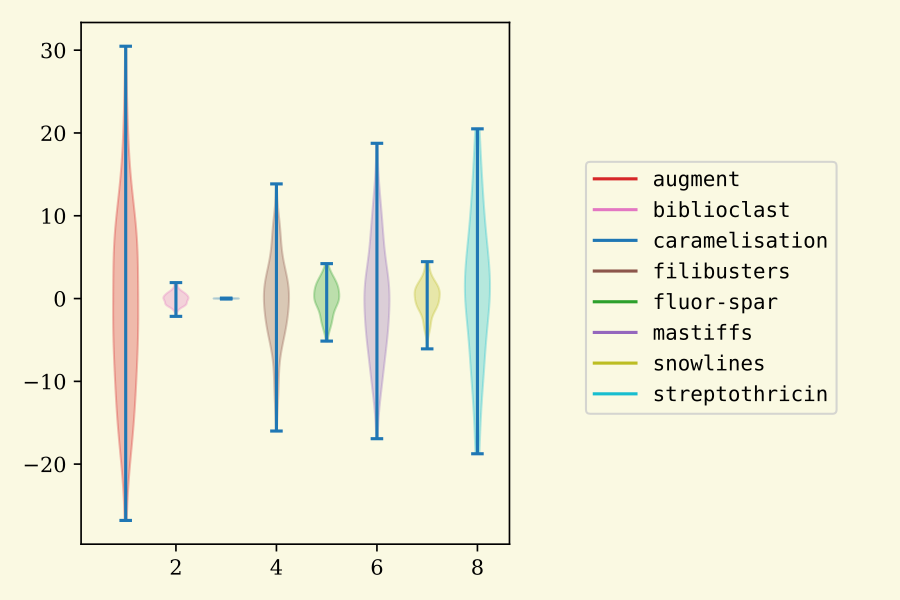 30
20
10
0
−10
−20
2
4
6
8
augment
biblioclast
caramelisation
filibusters
fluor-spar
mastiffs
snowlines
streptothricin